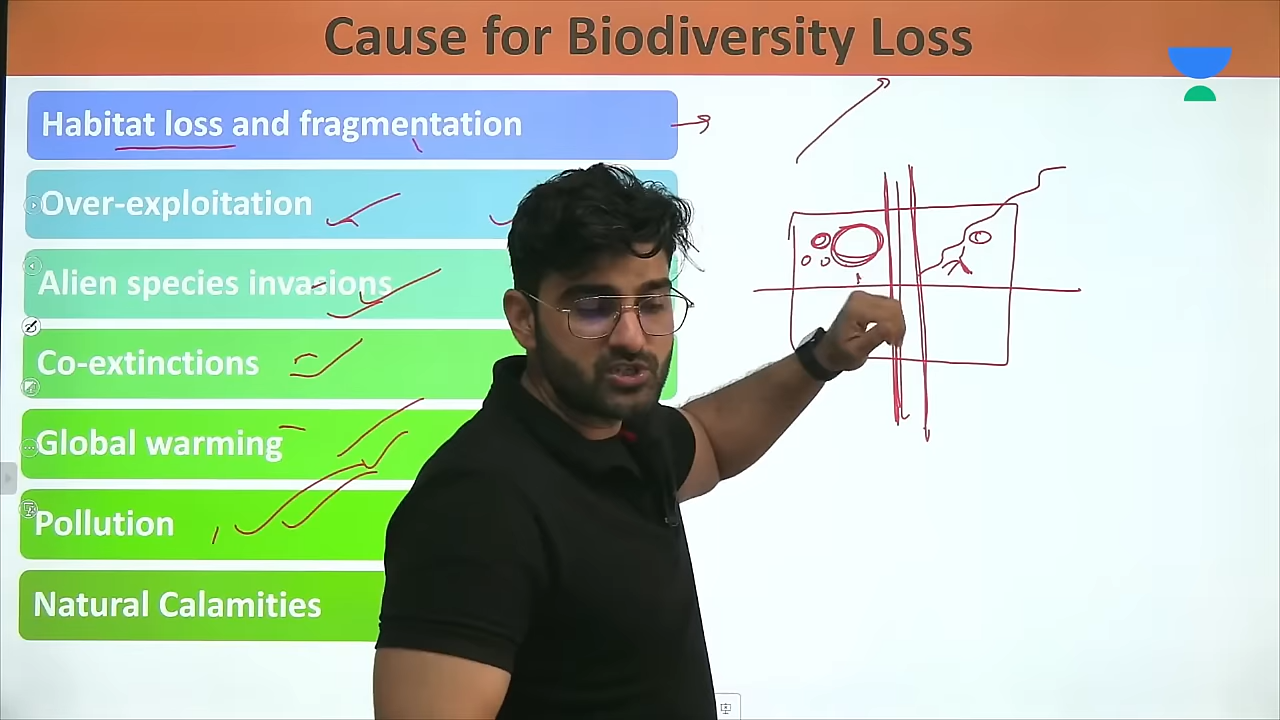 Cause for Biodiversity Loss
Habitat loss and fragmentation
Over-exploitation
Alien species invasions
Co-extinctions
Global warming
Pollution
Natural Calamities